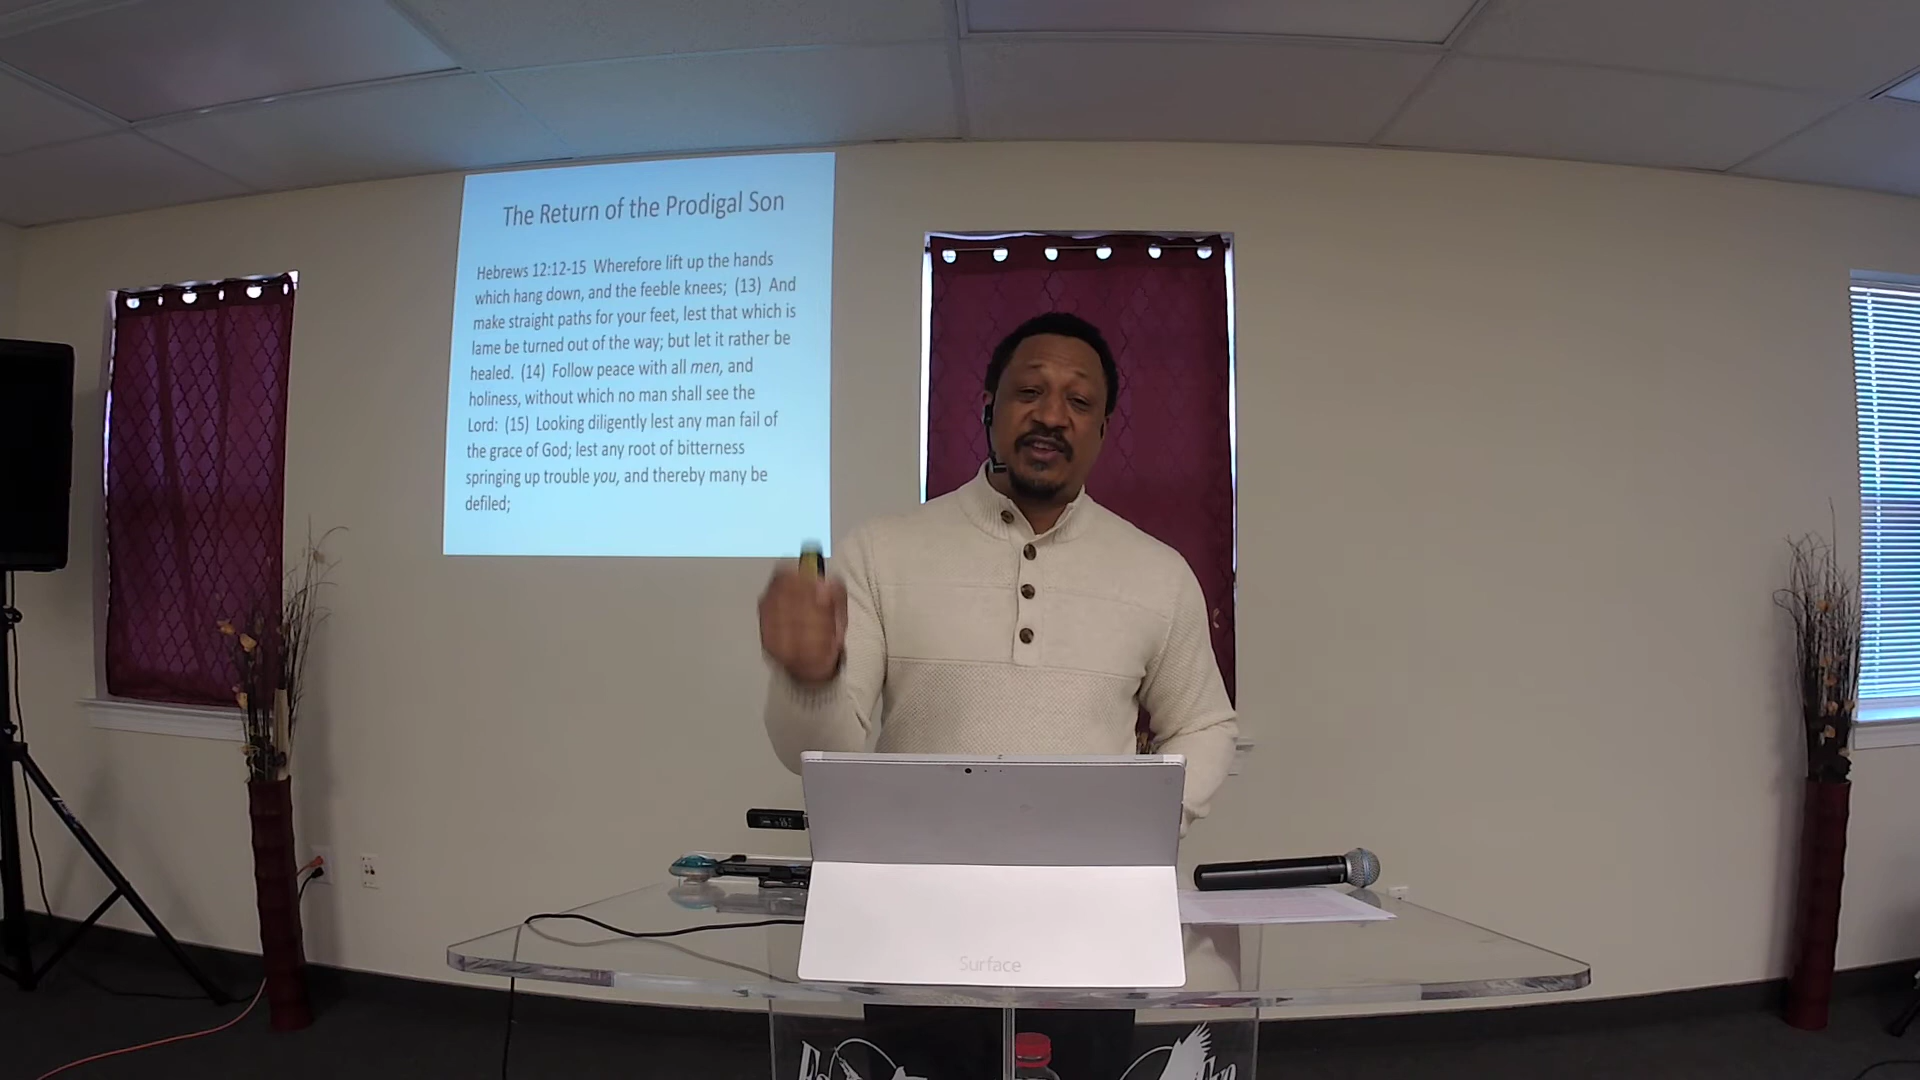 The Return of the Prodigal Son
Hebrews 12:12-15 Wherefore lift up the hands
which hang down, and the feeble knees; (13) And
make straight paths for your feet, lest that which is
lame be turned out of the way; but let it rather be
healed. (14) Follow peace with all men, and
holiness, without which no man shall see the
Lord: (15) Looking diligently lest any man fail of
the grace of God; lest any root of bitterness
springing up trouble you, and thereby many be
defiled;
Surface